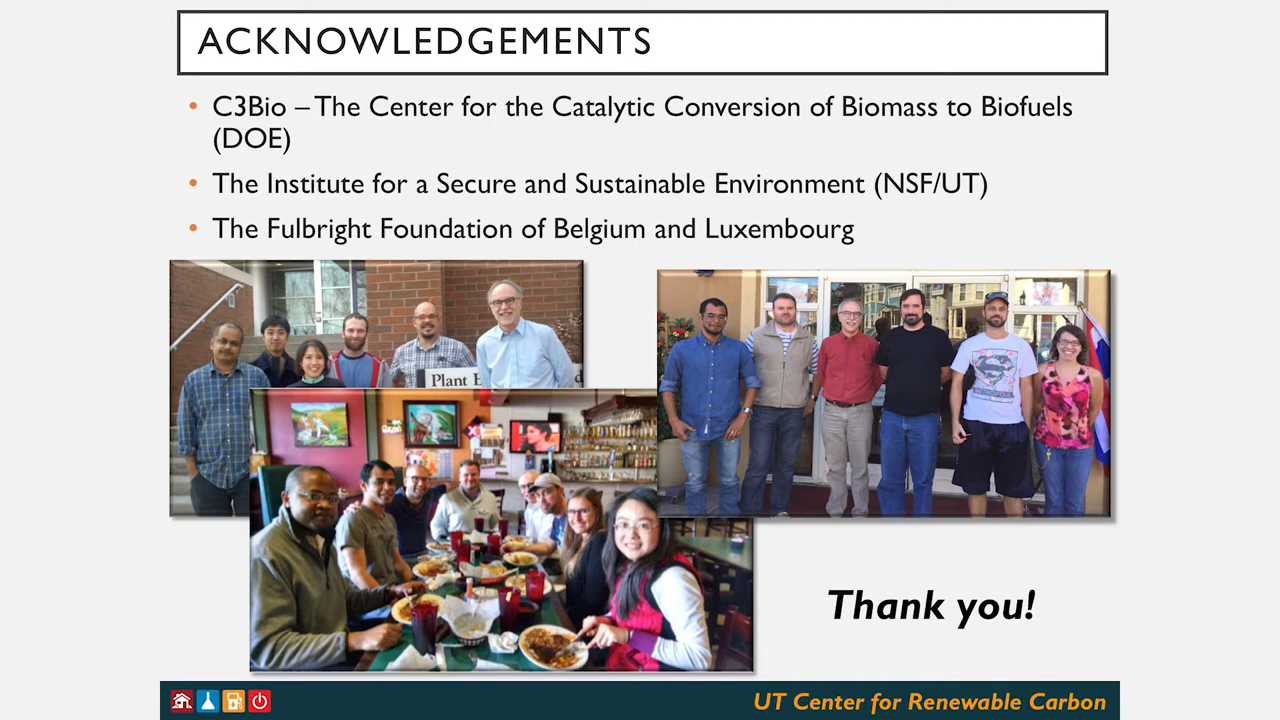 ACKNOWLEDGEMENTS
• C3Bio – The Center for the Catalytic Conversion of Biomass to Biofuels
(DOE)
• The Institute for a Secure and Sustainable Environment (NSF/UT)
• The Fulbright Foundation of Belgium and Luxembourg
Plant
METROPOLIS
Thank you!
UT Center for Renewable Carbon